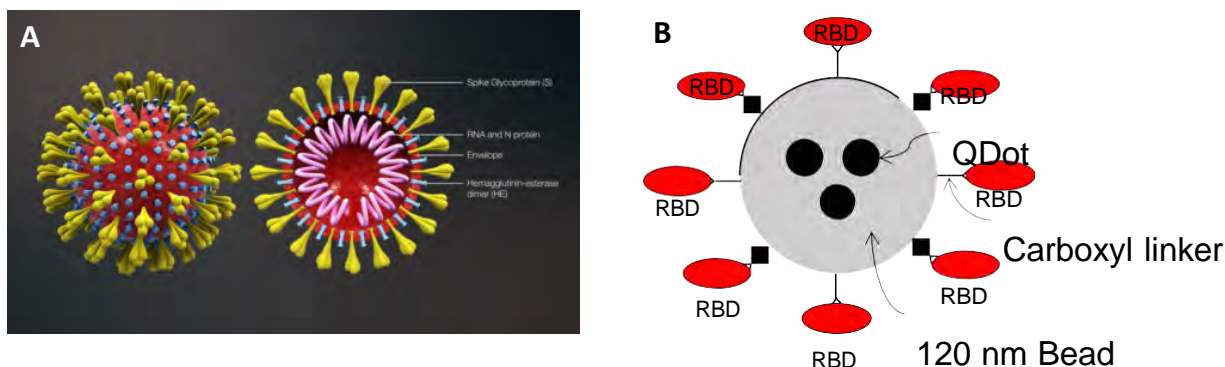 A
Spike Glycoprotein (S)
RNA and N protein
Envelope
Hemagglutinin-esterase
dimer (HE)
B
RBD
RBD
RBD
QDot
RBD
RBD
Carboxyl linker
RBD
RBD
RBD
120 nm Bead